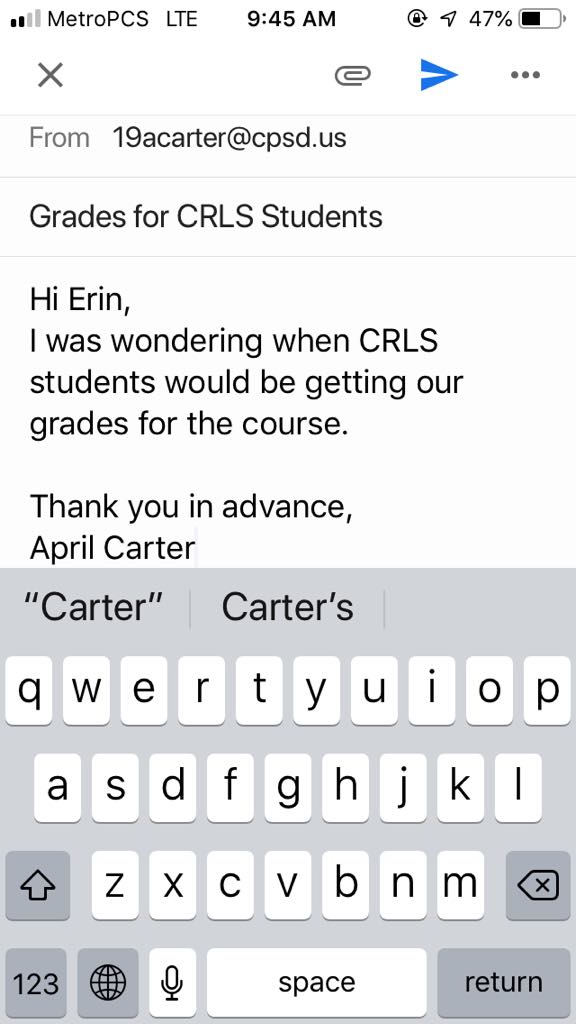 MetroPCS LTE 9:45 AM 47%
From 19acarter@cpsd.us
Grades for CRLS Students
Hi Erin,
I was wondering when CRLS
students would be getting our
grades for the course.
Thank you in advance,
April Carter
“Carter” Carter’s
q w e r t y u i o p
a s d f g h j k l
z x c v b n m
123 space return